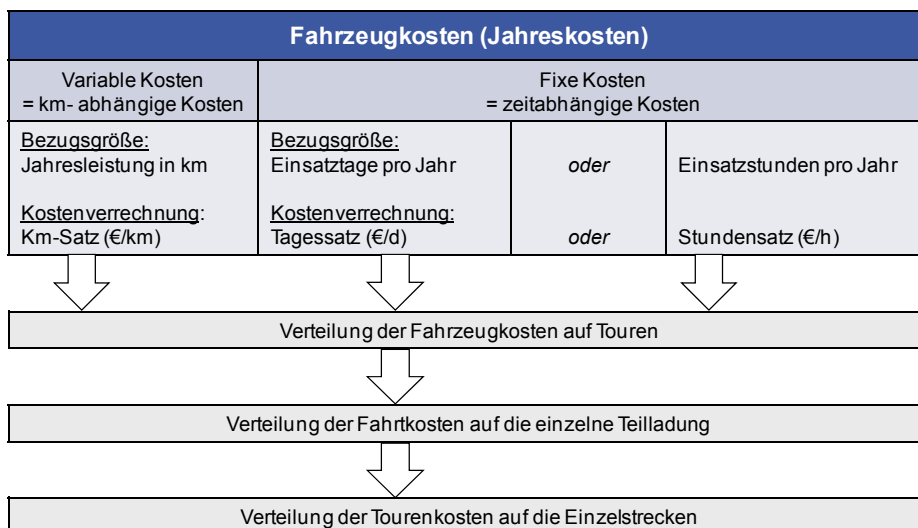 Fahrzeugkosten (Jahreskosten)
Variable Kosten
= km- abhängige Kosten
Fixe Kosten
= zeitabhängige Kosten
Bezugsgröße:
Jahresleistung in km
Kostenverrechnung:
Km-Satz (€/km)
Bezugsgröße:
Einsatztage pro Jahr
Kostenverrechnung:
Tagessatz (€/d)
oder
oder
Einsatzstunden pro Jahr
Stundensatz (€/h)
Verteilung der Fahrzeugkosten auf Touren
Verteilung der Fahrtkosten auf die einzelne Teilladung
Verteilung der Tourenkosten auf die Einzelstrecken